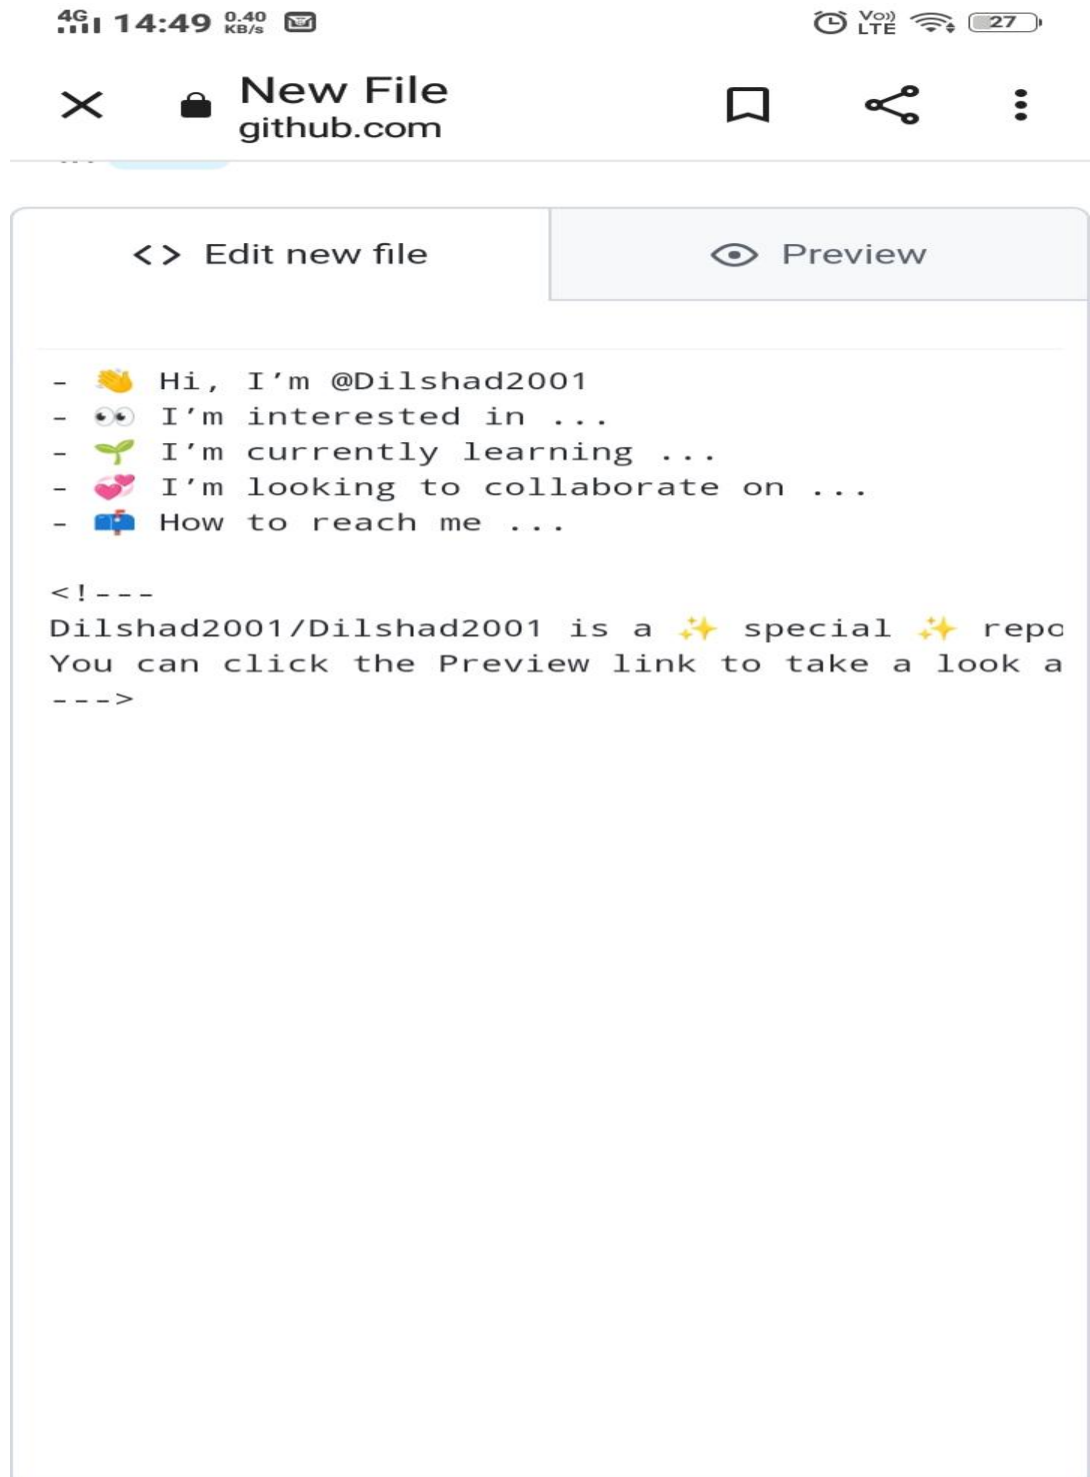 4G 14:49 0.40 KB/s Vo)) LTE 27
New File
github.com
<> Edit new file
Preview
- 👋 Hi, I’m @Dilshad2001
- 👀 I’m interested in ...
- 🌱 I’m currently learning ...
- 💞️ I’m looking to collaborate on ...
- 📫 How to reach me ...
<!---
Dilshad2001/Dilshad2001 is a ✨ special ✨ repo
You can click the Preview link to take a look a
--->